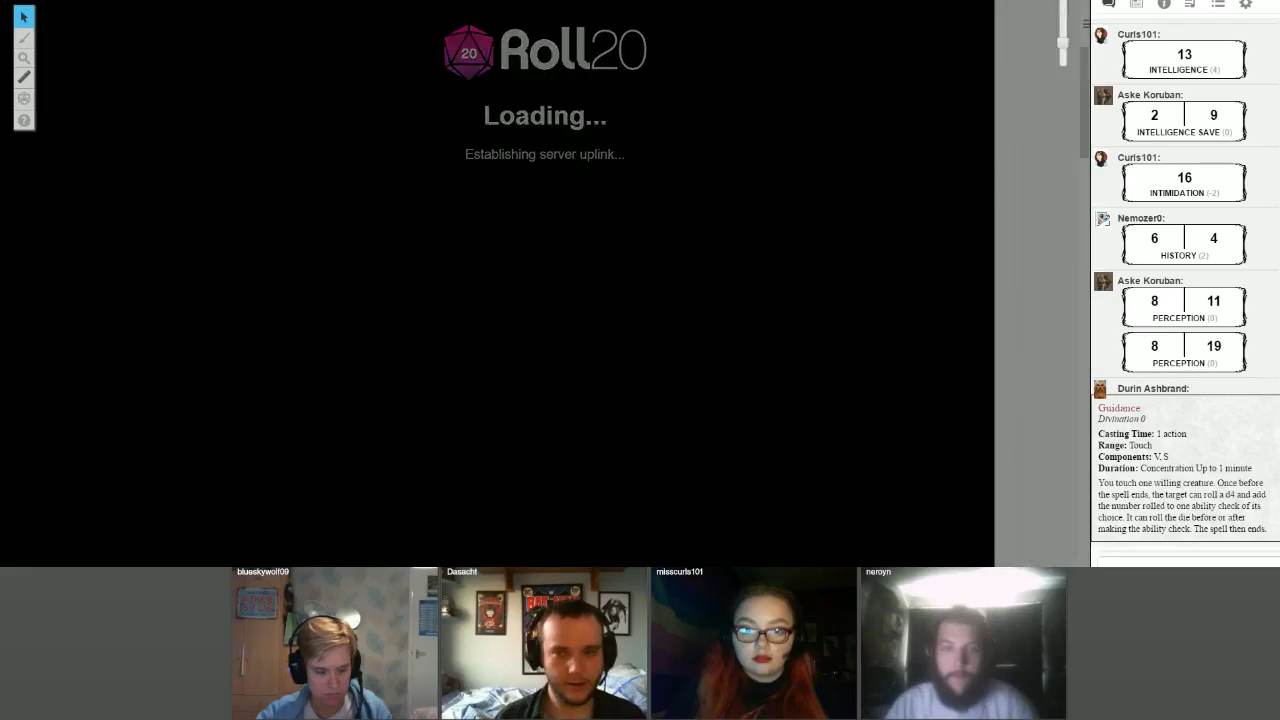 20 Roll20
Loading...
Establishing server uplink...
Curls101:
13
INTELLIGENCE (4)
Aske Koruban:
2 9
INTELLIGENCE SAVE (0)
Curls101:
16
INTIMIDATION (-2)
Nemozer0:
6 4
HISTORY (2)
Aske Koruban:
8 11
PERCEPTION (0)
8 19
PERCEPTION (0)
Durin Ashbrand:
Guidance
Divination 0
Casting Time: 1 action
Range: Touch
Components: V, S
Duration: Concentration Up to 1 minute
You touch one willing creature. Once before
the spell ends, the target can roll a d4 and add
the number rolled to one ability check of its
choice. It can roll the die before or after
making the ability check. The spell then ends.
blueskywolf09
Dasacht
misscurls101
neroyn